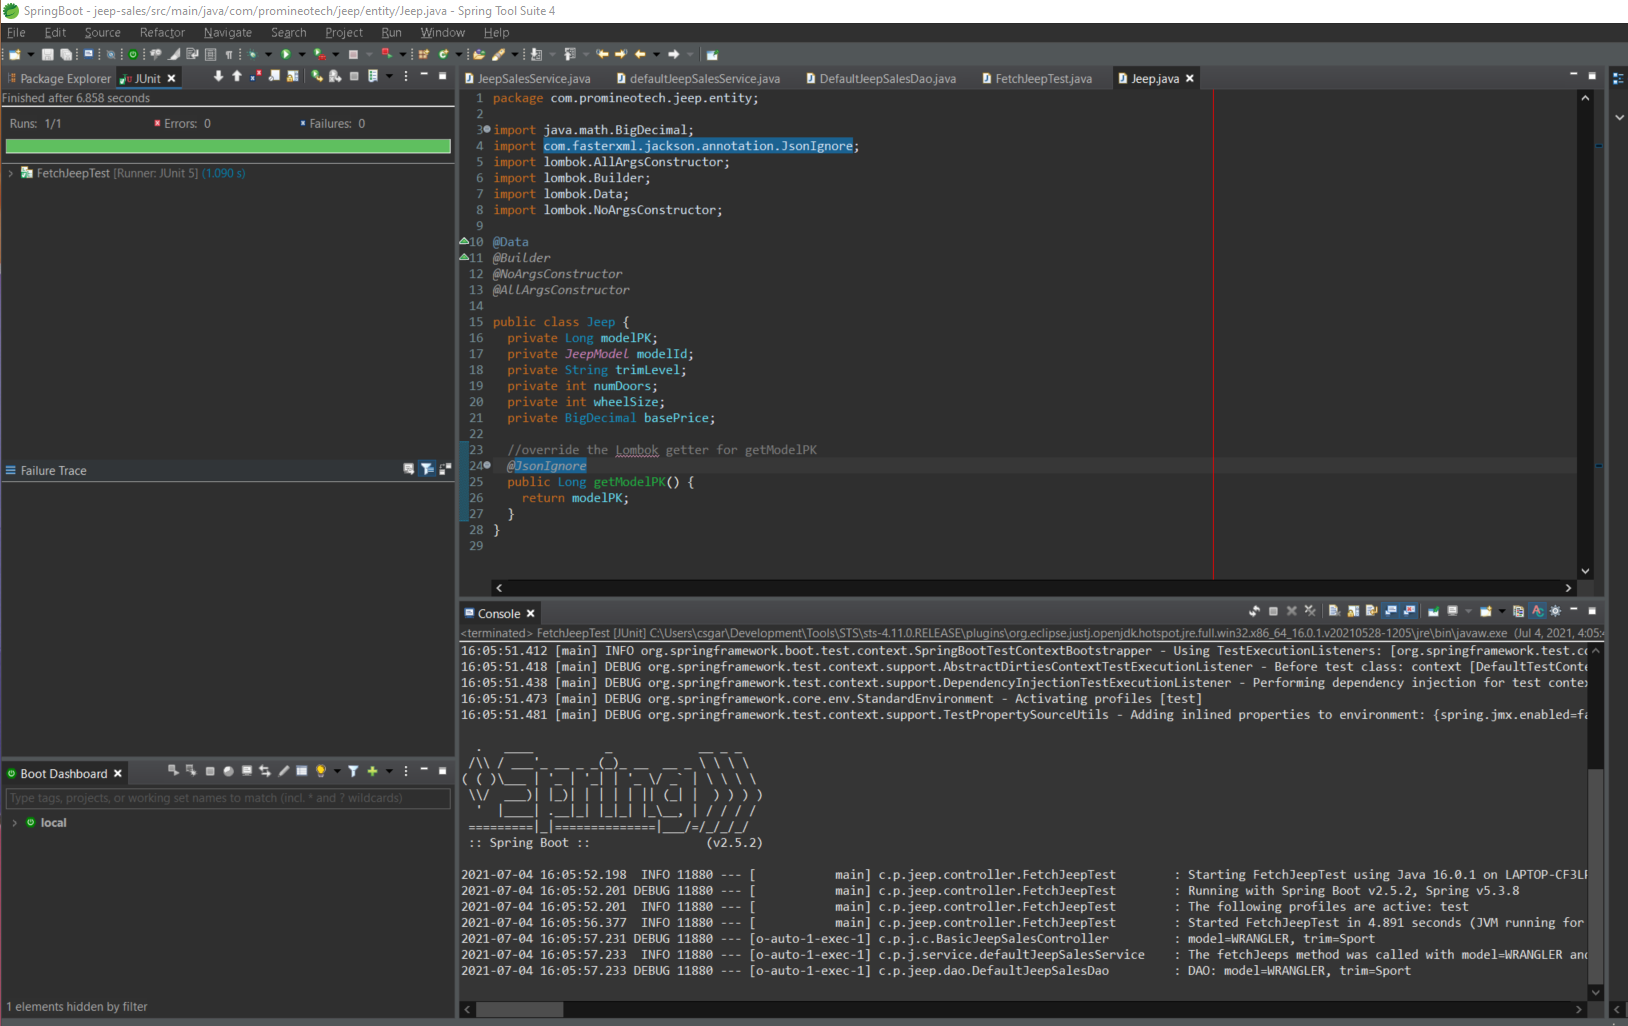 SpringBoot - jeep-sales/src/main/java/com/promineotech/jeep/entity/Jeep.java - Spring Tool Suite 4
File Edit Source Refactor Navigate Search Project Run Window Help
Package Explorer JUnit
Finished after 6.858 seconds
Runs: 1/1 Errors: 0 Failures: 0
FetchJeepTest [Runner: JUnit 5] (1.090 s)
Failure Trace
Boot Dashboard
Type tags, projects, or working set names to match (incl. * and ? wildcards)
local
1 elements hidden by filter
JeepSalesService.java defaultJeepSalesService.java DefaultJeepSalesDao.java FetchJeepTest.java Jeep.java
1 package com.promineotech.jeep.entity;
2
3 import java.math.BigDecimal;
4 import com.fasterxml.jackson.annotation.JsonIgnore;
5 import lombok.AllArgsConstructor;
6 import lombok.Builder;
7 import lombok.Data;
8 import lombok.NoArgsConstructor;
9
10 @Data
11 @Builder
12 @NoArgsConstructor
13 @AllArgsConstructor
14
15 public class Jeep {
16 private Long modelPK;
17 private JeepModel modelId;
18 private String trimLevel;
19 private int numDoors;
20 private int wheelSize;
21 private BigDecimal basePrice;
22
23 //override the Lombok getter for getModelPK
24 @JsonIgnore
25 public Long getModelPK() {
26 return modelPK;
27 }
28 }
29
Console
<terminated> FetchJeepTest [JUnit] C:\Users\csgar\Development\Tools\STS\sts-4.11.0.RELEASE\plugins\org.eclipse.justj.openjdk.hotspot.jre.full.win32.x86_64_16.0.1.v20210528-1205\jre\bin\javaw.exe (Jul 4, 2021, 4:05:4
16:05:51.412 [main] INFO org.springframework.boot.test.context.SpringBootTestContextBootstrapper - Using TestExecutionListeners: [org.springframework.test.co
16:05:51.418 [main] DEBUG org.springframework.test.context.support.AbstractDirtiesContextTestExecutionListener - Before test class: context [DefaultTestConte
16:05:51.438 [main] DEBUG org.springframework.test.context.support.DependencyInjectionTestExecutionListener - Performing dependency injection for test contex
16:05:51.473 [main] DEBUG org.springframework.core.env.StandardEnvironment - Activating profiles [test]
16:05:51.481 [main] DEBUG org.springframework.test.context.support.TestPropertySourceUtils - Adding inlined properties to environment: {spring.jmx.enabled=fa
Spring
:: Spring Boot :: (v2.5.2)
2021-07-04 16:05:52.198 INFO 11880 --- [ main] c.p.jeep.controller.FetchJeepTest : Starting FetchJeepTest using Java 16.0.1 on LAPTOP-CF3LF
2021-07-04 16:05:52.201 DEBUG 11880 --- [ main] c.p.jeep.controller.FetchJeepTest : Running with Spring Boot v2.5.2, Spring v5.3.8
2021-07-04 16:05:52.201 INFO 11880 --- [ main] c.p.jeep.controller.FetchJeepTest : The following profiles are active: test
2021-07-04 16:05:56.377 INFO 11880 --- [ main] c.p.jeep.controller.FetchJeepTest : Started FetchJeepTest in 4.891 seconds (JVM running for
2021-07-04 16:05:57.231 DEBUG 11880 --- [o-auto-1-exec-1] c.p.j.c.BasicJeepSalesController : model=WRANGLER, trim=Sport
2021-07-04 16:05:57.233 INFO 11880 --- [o-auto-1-exec-1] c.p.j.service.defaultJeepSalesService : The fetchJeeps method was called with model=WRANGLER and
2021-07-04 16:05:57.233 DEBUG 11880 --- [o-auto-1-exec-1] c.p.jeep.dao.DefaultJeepSalesDao : DAO: model=WRANGLER, trim=Sport